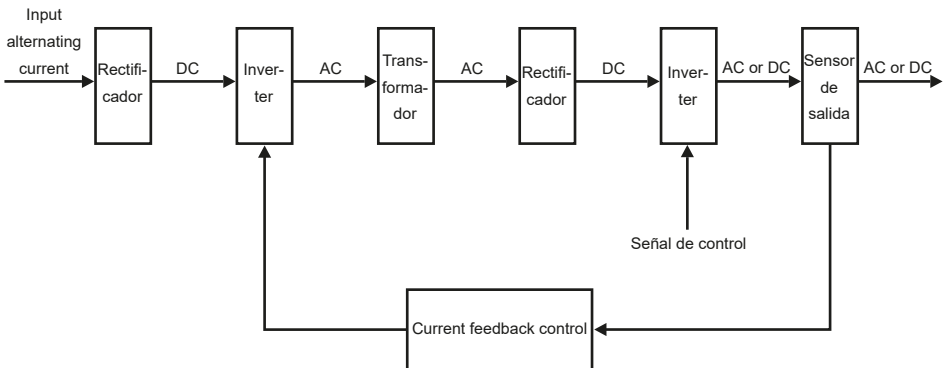 Input
alternating
current
Rectifi-
cador
DC
Inver-
ter
AC
Trans-
forma-
dor
AC
Rectifi-
cador
DC
Inver-
ter
AC or DC
Sensor
de
salida
AC or DC
Señal de control
Current feedback control